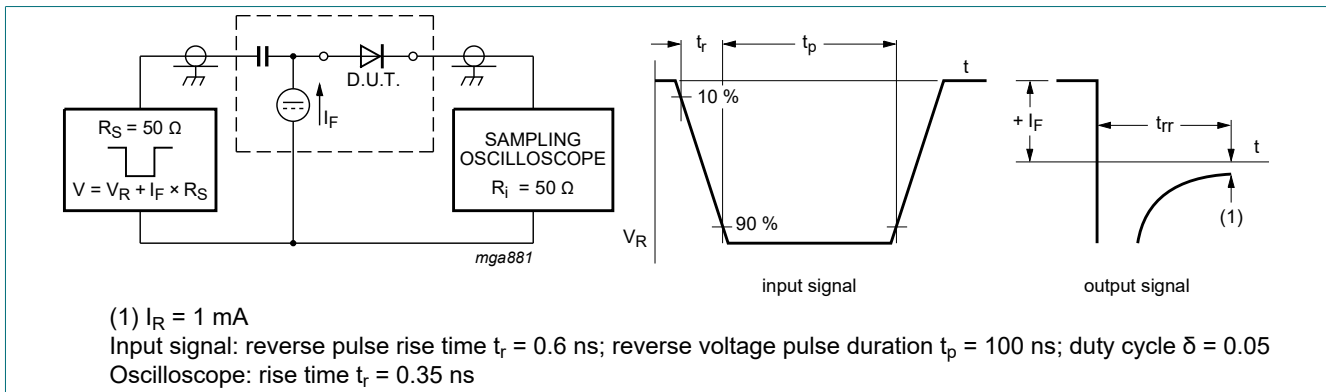 D.U.T.
I_F
R_S = 50 Ω
V = V_R + I_F × R_S
SAMPLING
OSCILLOSCOPE
R_i = 50 Ω
mga881
t_r
t_p
t
10 %
90 %
V_R
input signal
+ I_F
t_rr
t
(1)
output signal
(1) I_R = 1 mA
Input signal: reverse pulse rise time t_r = 0.6 ns; reverse voltage pulse duration t_p = 100 ns; duty cycle δ = 0.05
Oscilloscope: rise time t_r = 0.35 ns